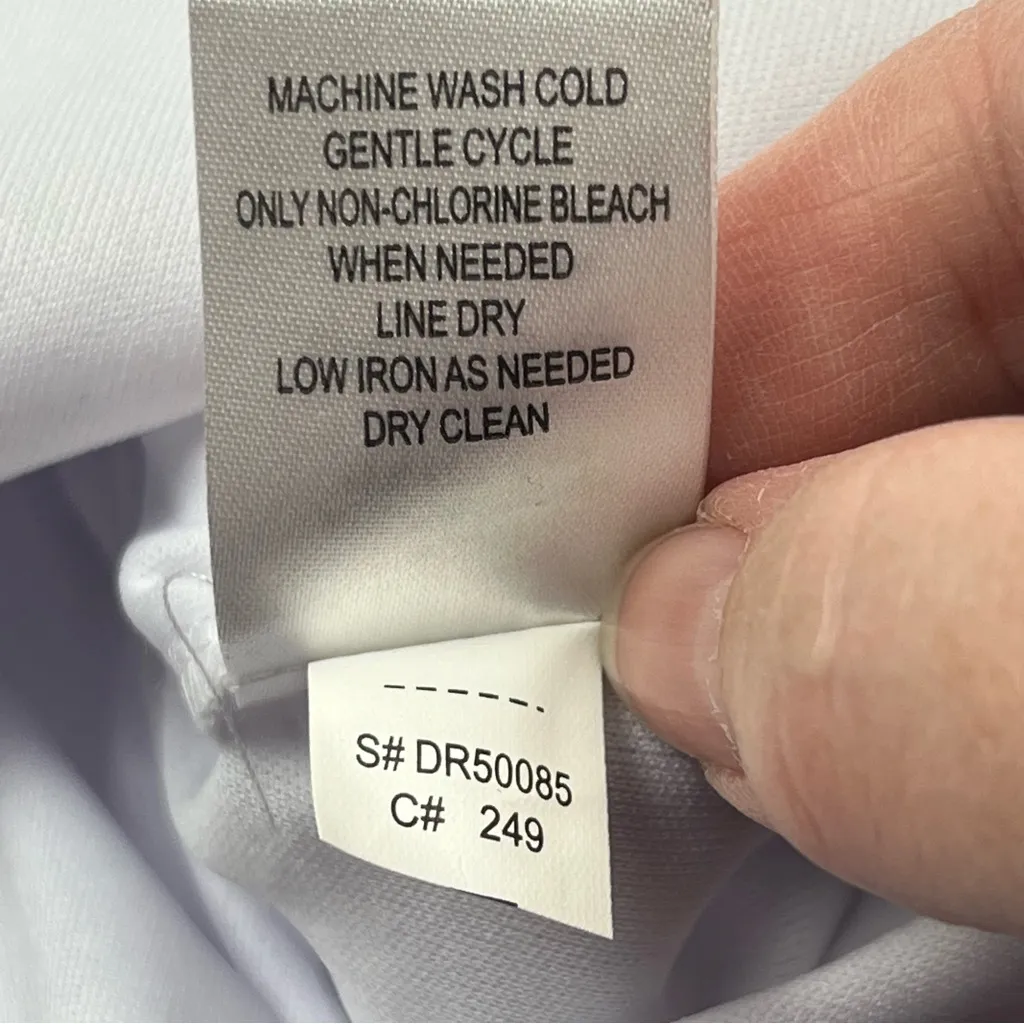 MACHINE WASH COLD
GENTLE CYCLE
ONLY NON-CHLORINE BLEACH
WHEN NEEDED
LINE DRY
LOW IRON AS NEEDED
DRY CLEAN
S# DR50085
C# 249